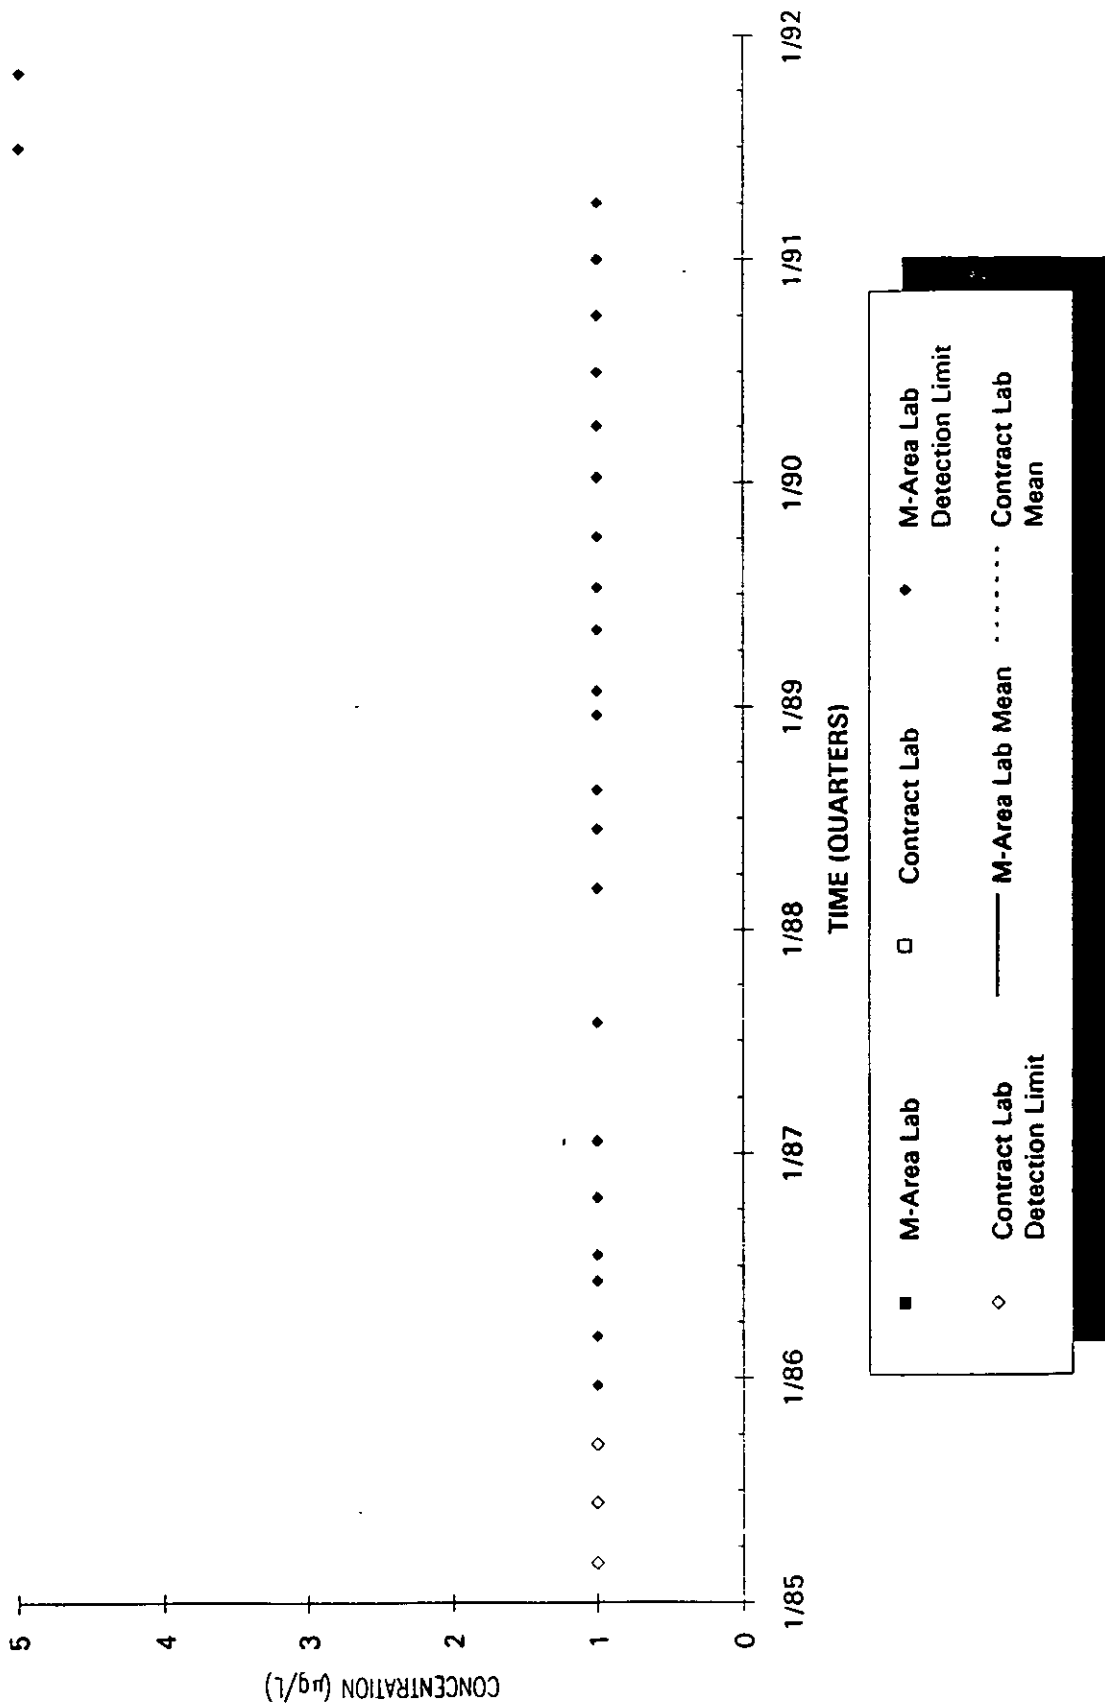 CONCENTRATION (µg/L)
5
4
3
2
1
0
1/85
1/86
1/87
1/88
1/89
1/90
1/91
1/92
TIME (QUARTERS)
M-Area Lab
Contract Lab
M-Area Lab
Detection Limit
Contract Lab
Detection Limit
M-Area Lab Mean
Contract Lab
Mean